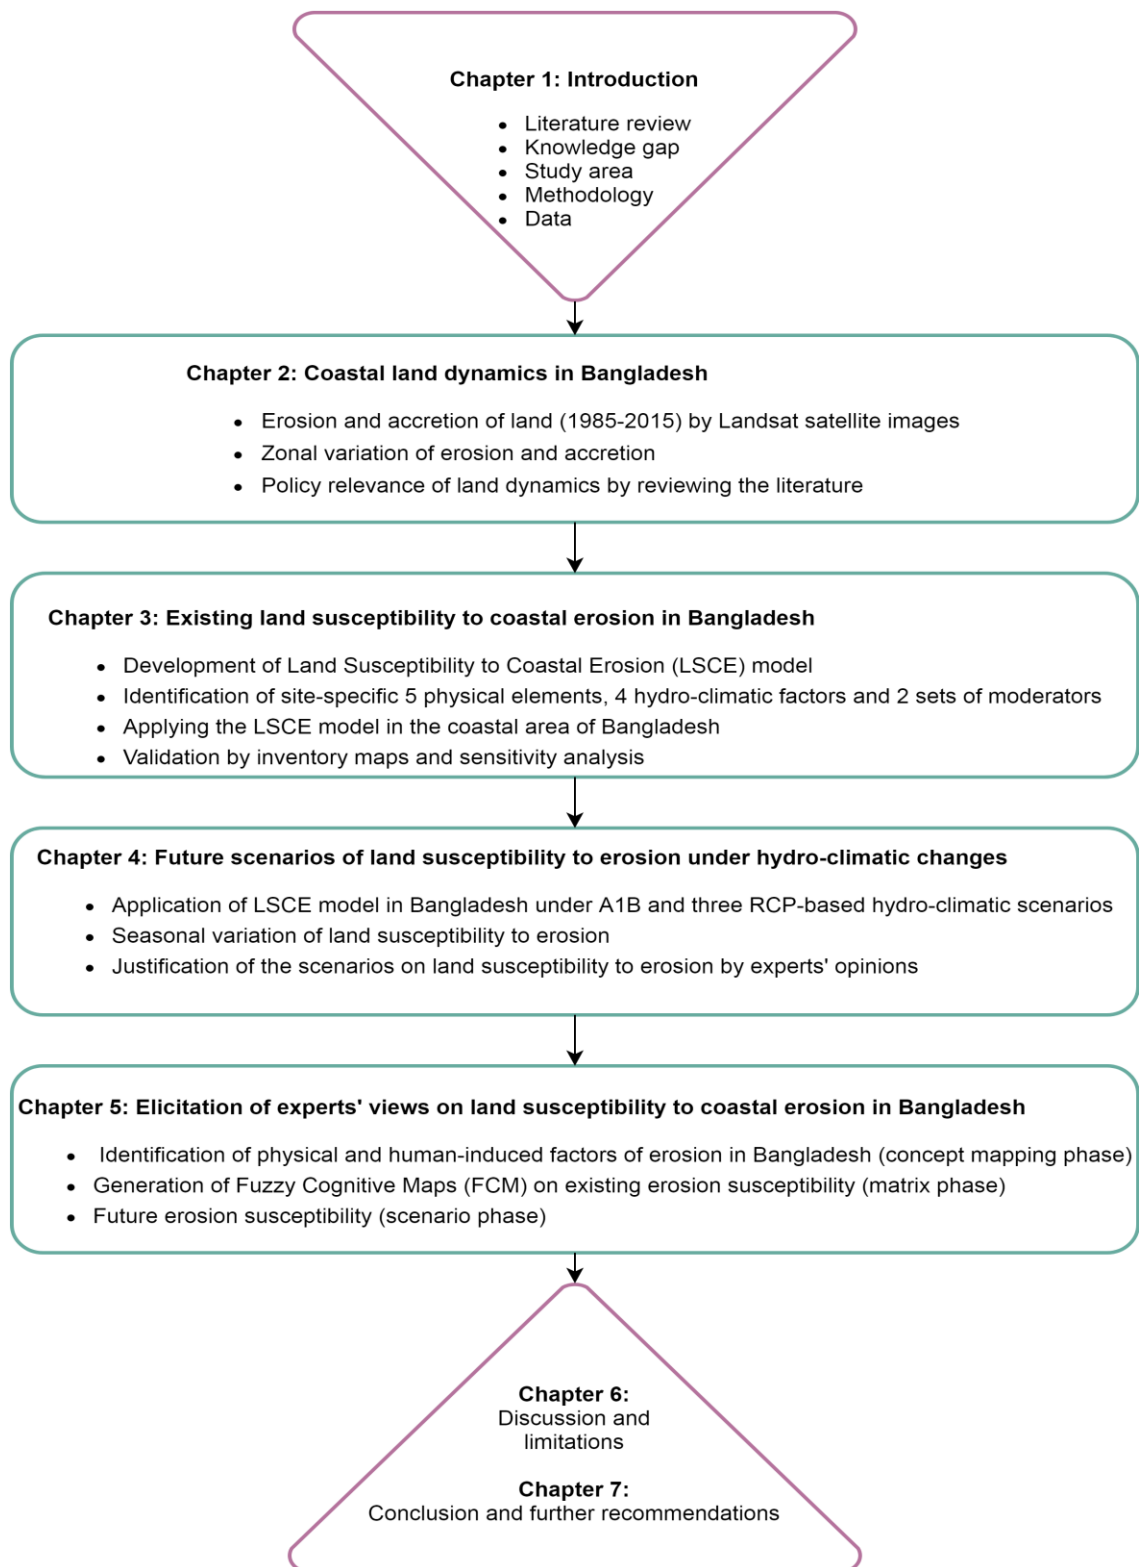 Chapter 1: Introduction
• Literature review
• Knowledge gap
• Study area
• Methodology
• Data
Chapter 2: Coastal land dynamics in Bangladesh
• Erosion and accretion of land (1985-2015) by Landsat satellite images
• Zonal variation of erosion and accretion
• Policy relevance of land dynamics by reviewing the literature
Chapter 3: Existing land susceptibility to coastal erosion in Bangladesh
• Development of Land Susceptibility to Coastal Erosion (LSCE) model
• Identification of site-specific 5 physical elements, 4 hydro-climatic factors and 2 sets of moderators
• Applying the LSCE model in the coastal area of Bangladesh
• Validation by inventory maps and sensitivity analysis
Chapter 4: Future scenarios of land susceptibility to erosion under hydro-climatic changes
• Application of LSCE model in Bangladesh under A1B and three RCP-based hydro-climatic scenarios
• Seasonal variation of land susceptibility to erosion
• Justification of the scenarios on land susceptibility to erosion by experts' opinions
Chapter 5: Elicitation of experts' views on land susceptibility to coastal erosion in Bangladesh
• Identification of physical and human-induced factors of erosion in Bangladesh (concept mapping phase)
• Generation of Fuzzy Cognitive Maps (FCM) on existing erosion susceptibility (matrix phase)
• Future erosion susceptibility (scenario phase)
Chapter 6:
Discussion and
limitations
Chapter 7:
Conclusion and further recommendations